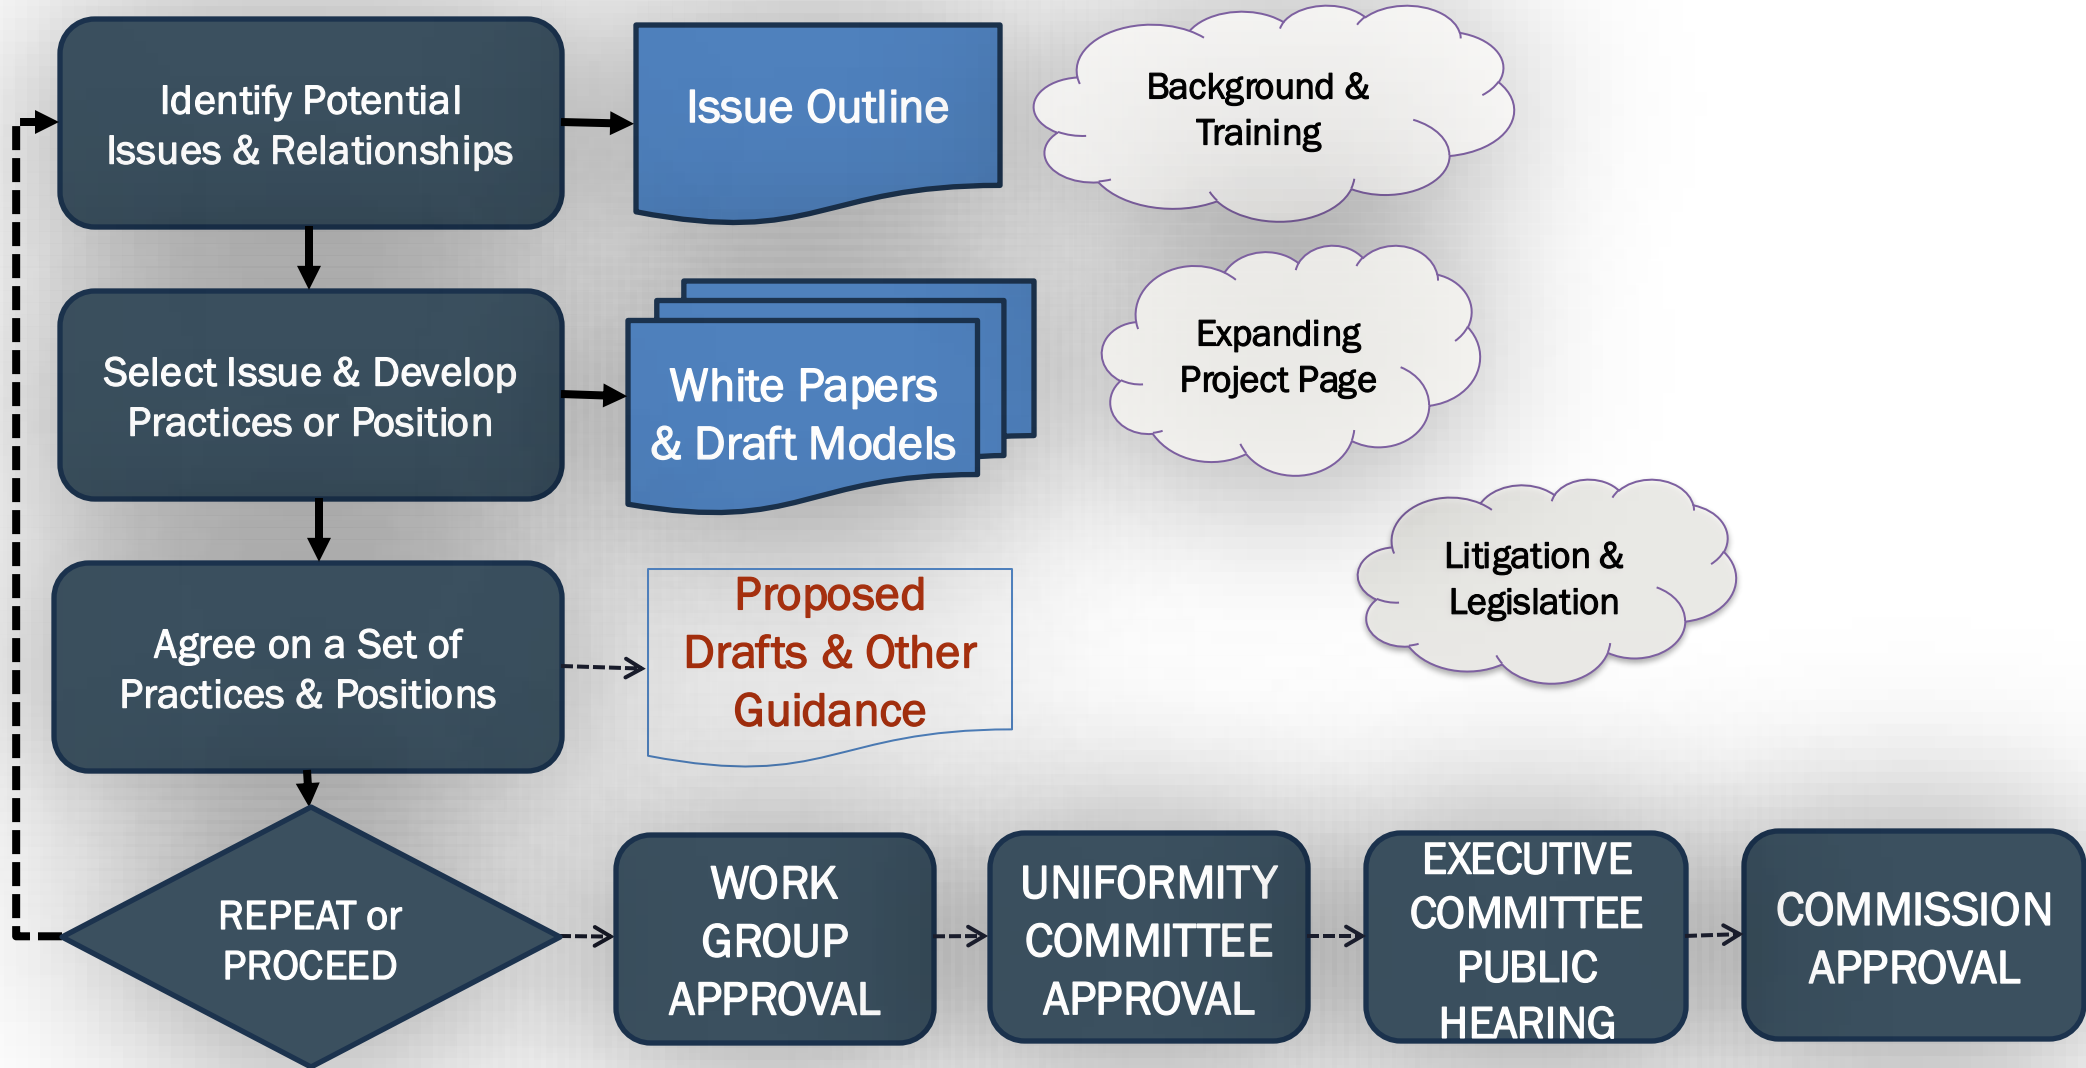 Identify Potential
Issues & Relationships
Issue Outline
Background &
Training
Select Issue & Develop
Practices or Position
White Papers
& Draft Models
Expanding
Project Page
Agree on a Set of
Practices & Positions
Proposed
Drafts & Other
Guidance
Litigation &
Legislation
REPEAT or
PROCEED
WORK
GROUP
APPROVAL
UNIFORMITY
COMMITTEE
APPROVAL
EXECUTIVE
COMMITTEE
PUBLIC
HEARING
COMMISSION
APPROVAL